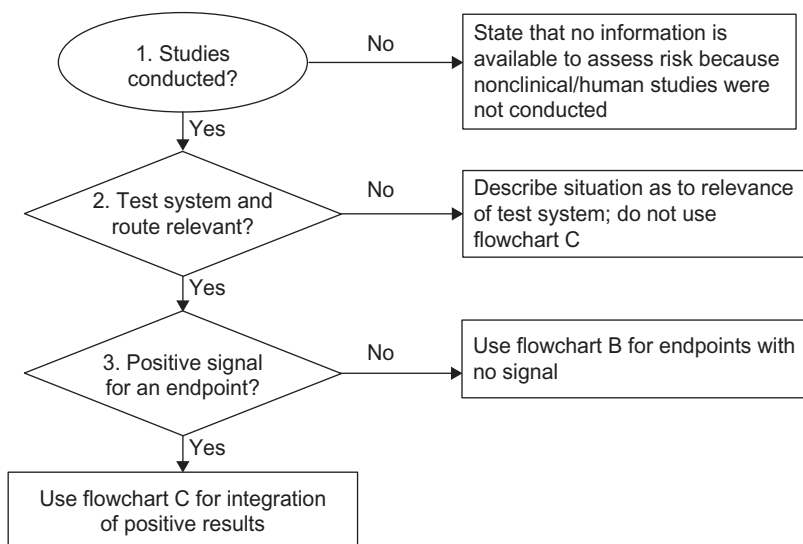 1. Studies
conducted?
No
State that no information is
available to assess risk because
nonclinical/human studies were
not conducted
Yes
2. Test system and
route relevant?
No
Describe situation as to relevance
of test system; do not use
flowchart C
Yes
3. Positive signal
for an endpoint?
No
Use flowchart B for endpoints with
no signal
Yes
Use flowchart C for integration
of positive results